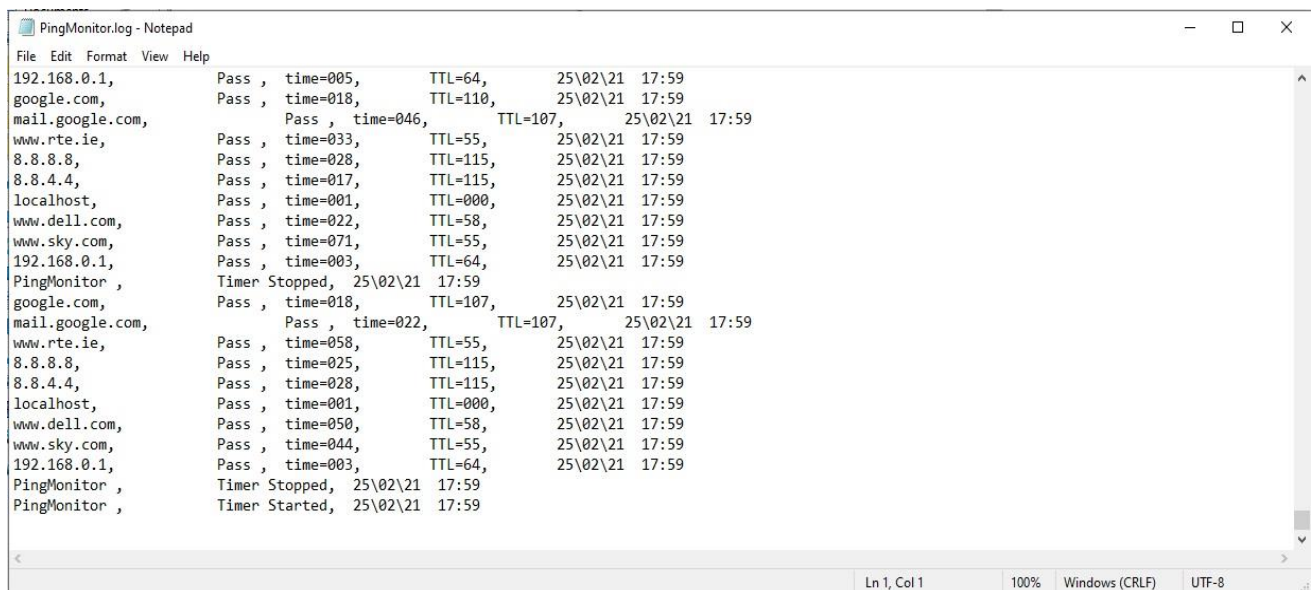 PingMonitor.log - Notepad
File Edit Format View Help
192.168.0.1, Pass , time=005, TTL=64, 25\02\21 17:59
google.com, Pass , time=018, TTL=110, 25\02\21 17:59
mail.google.com, Pass , time=046, TTL=107, 25\02\21 17:59
www.rte.ie, Pass , time=033, TTL=55, 25\02\21 17:59
8.8.8.8, Pass , time=028, TTL=115, 25\02\21 17:59
8.8.4.4, Pass , time=017, TTL=115, 25\02\21 17:59
localhost, Pass , time=001, TTL=000, 25\02\21 17:59
www.dell.com, Pass , time=022, TTL=58, 25\02\21 17:59
www.sky.com, Pass , time=071, TTL=55, 25\02\21 17:59
192.168.0.1, Pass , time=003, TTL=64, 25\02\21 17:59
PingMonitor , Timer Stopped, 25\02\21 17:59
google.com, Pass , time=018, TTL=107, 25\02\21 17:59
mail.google.com, Pass , time=022, TTL=107, 25\02\21 17:59
www.rte.ie, Pass , time=058, TTL=55, 25\02\21 17:59
8.8.8.8, Pass , time=025, TTL=115, 25\02\21 17:59
8.8.4.4, Pass , time=028, TTL=115, 25\02\21 17:59
localhost, Pass , time=001, TTL=000, 25\02\21 17:59
www.dell.com, Pass , time=050, TTL=58, 25\02\21 17:59
www.sky.com, Pass , time=044, TTL=55, 25\02\21 17:59
192.168.0.1, Pass , time=003, TTL=64, 25\02\21 17:59
PingMonitor , Timer Stopped, 25\02\21 17:59
PingMonitor , Timer Started, 25\02\21 17:59
Ln 1, Col 1 100% Windows (CRLF) UTF-8